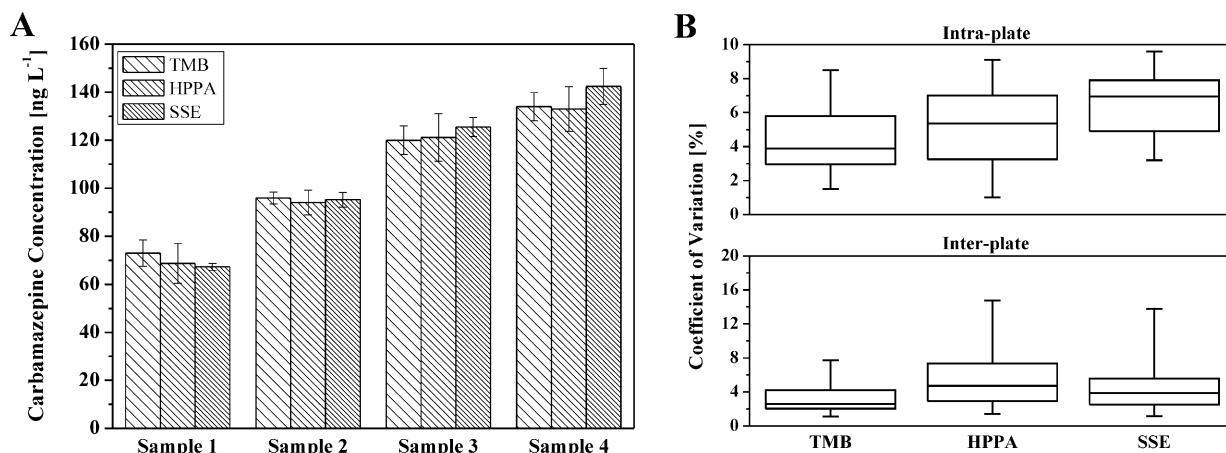 A
Carbamazepine Concentration [ng L⁻¹]
160
140
120
100
80
60
40
20
0
TMB
HPPA
SSE
Sample 1 Sample 2 Sample 3 Sample 4
B
Coefficient of Variation [%]
Intra-plate
10
8
6
4
2
0
Inter-plate
20
16
12
8
4
0
TMB HPPA SSE